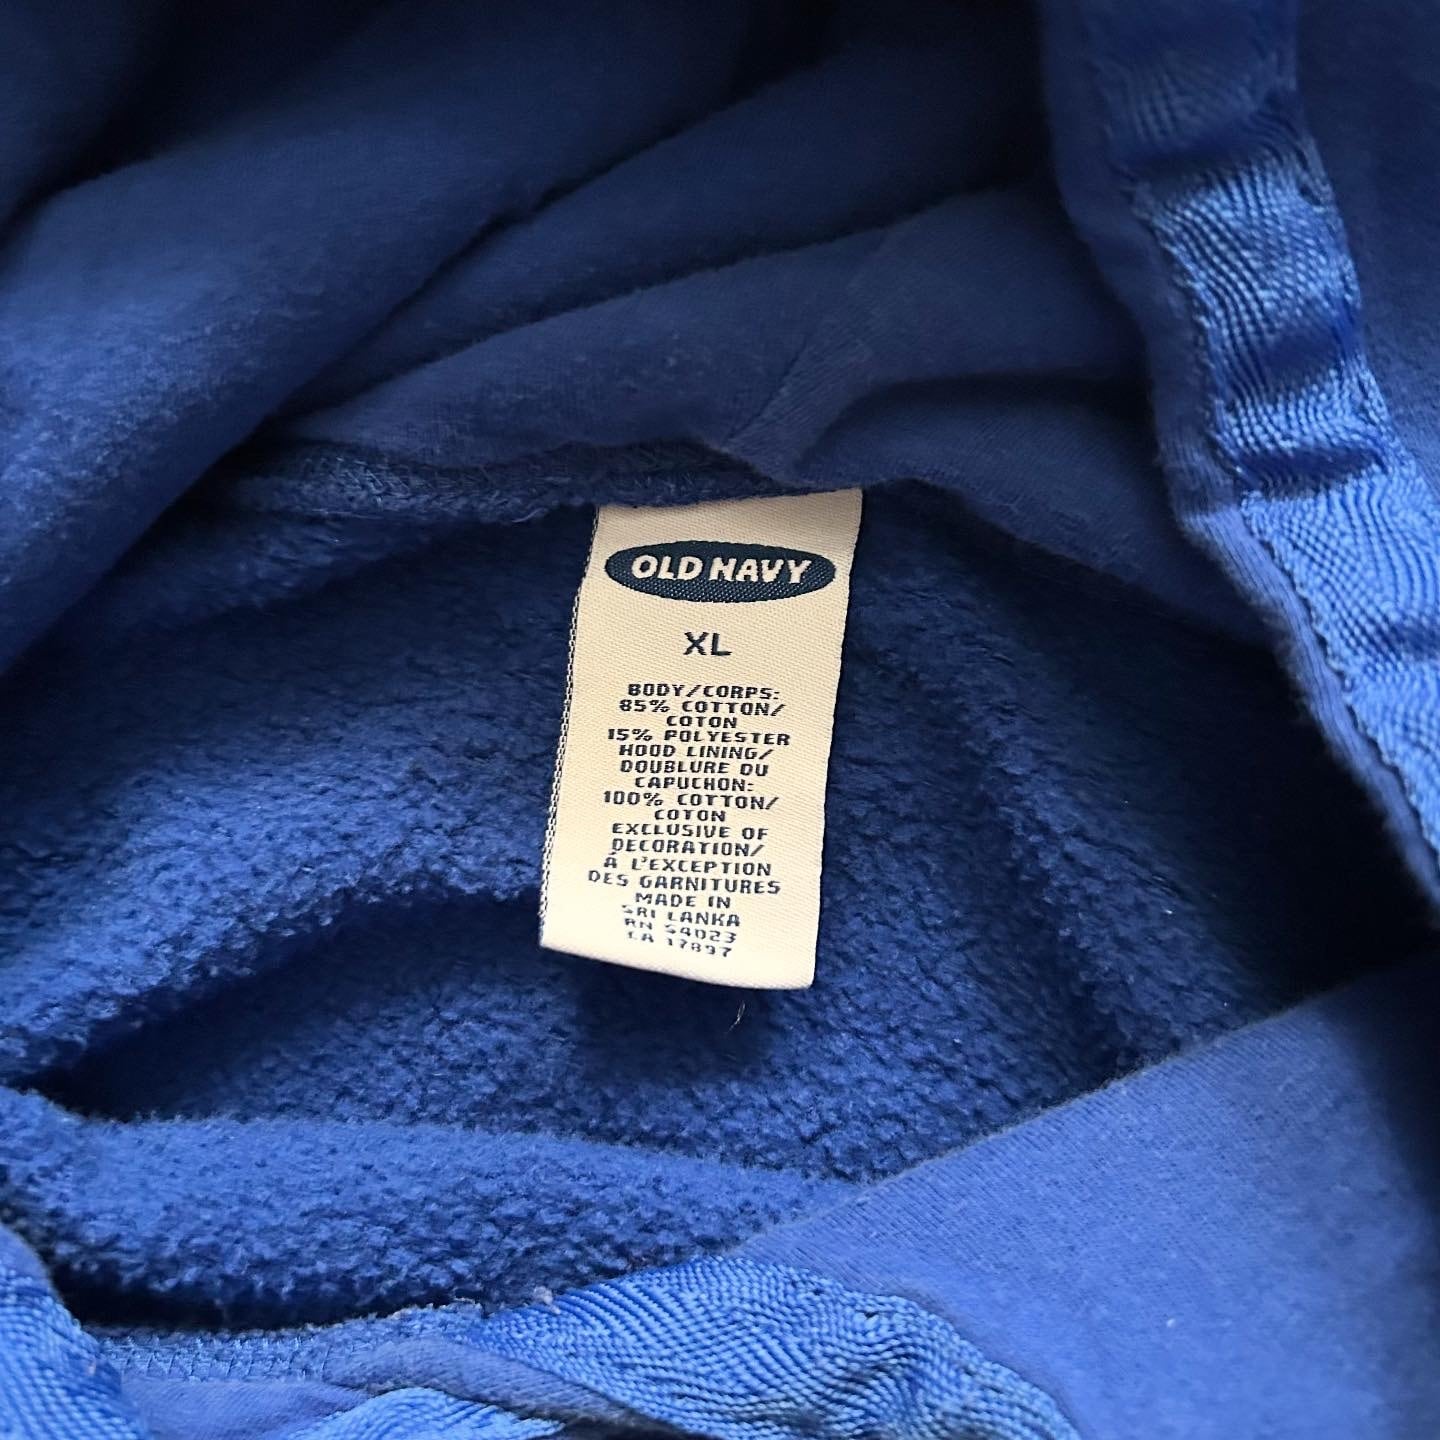 OLD NAVY
XL
BODY/CORPS:
85% COTTON/
COTON
15% POLYESTER
HOOD LINING/
DOUBLURE DU
CAPUCHON:
100% COTTON/
COTON
EXCLUSIVE OF
DECORATION/
À L'EXCEPTION
DES GARNITURES
MADE IN
SRI LANKA
RN 54023
CA 17897